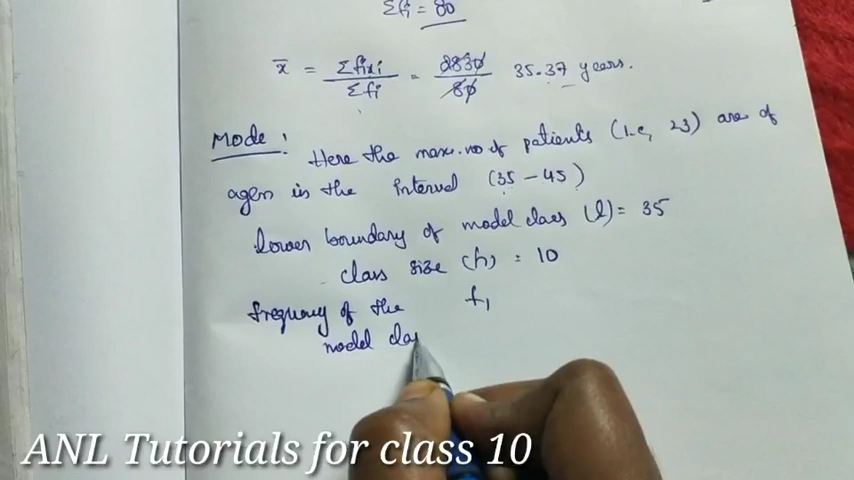 Σfi = 80
x̄ = Σfixi / Σfi = 2830 / 80 35.37 years.
Mode : Here the max. no of patients (i.e, 23) are of
ages in the Interval (35-45)
lower boundary of model class (l) = 35
class size (h) = 10
frequency of the f1
model clas
ANL Tutorials for class 10